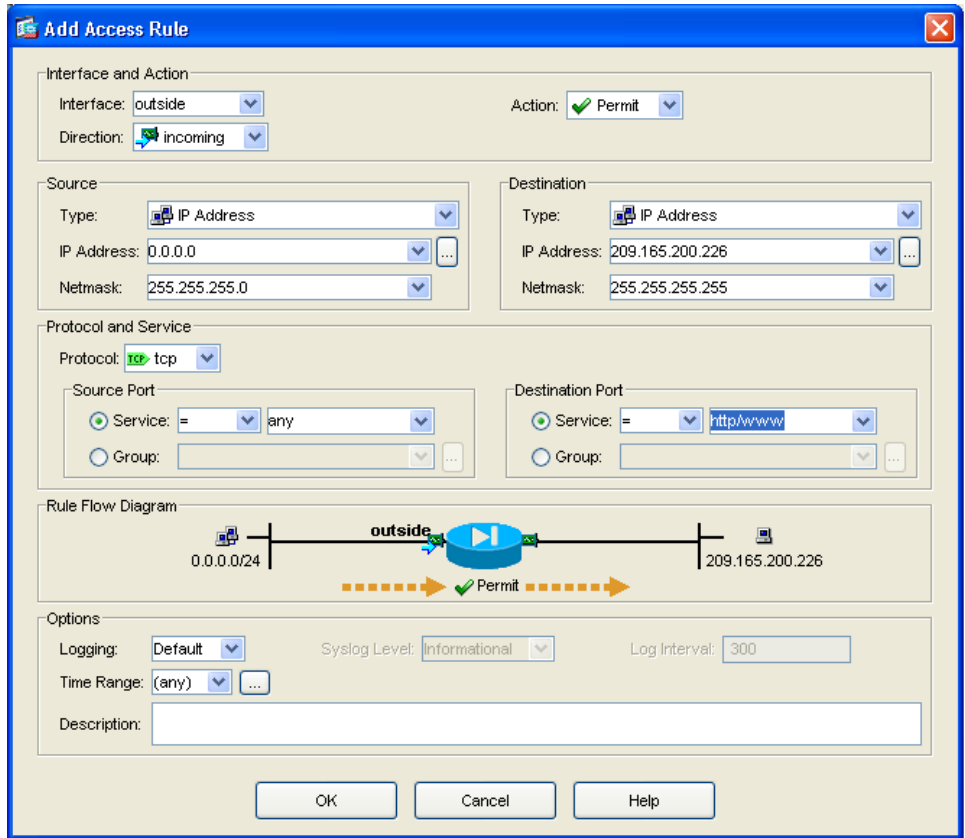 Add Access Rule
Interface and Action
Interface: outside
Action: Permit
Direction: incoming
Source
Type: IP Address
IP Address: 0.0.0.0 ...
Netmask: 255.255.255.0
Destination
Type: IP Address
IP Address: 209.165.200.226 ...
Netmask: 255.255.255.255
Protocol and Service
Protocol: TCP tcp
Source Port
Service: = any
Group: ...
Destination Port
Service: = http/www
Group: ...
Rule Flow Diagram
outside
0.0.0.0/24
209.165.200.226
Permit
Options
Logging: Default Syslog Level: Informational Log Interval: 300
Time Range: (any) ...
Description:
OK Cancel Help